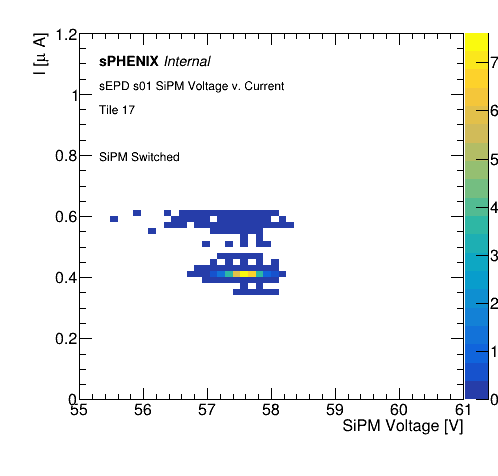 I [μ A]
1.2
1
0.8
0.6
0.4
0.2
0
sPHENIX Internal
sEPD s01 SiPM Voltage v. Current
Tile 17
SiPM Switched
7
6
5
4
3
2
1
0
55 56 57 58 59 60 61
SiPM Voltage [V]